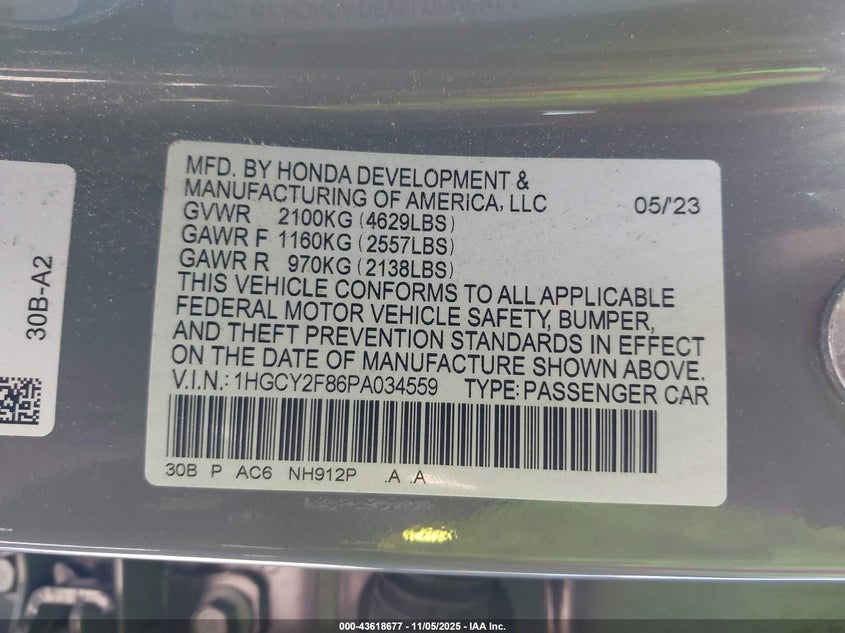 MFD. BY HONDA DEVELOPMENT &
MANUFACTURING OF AMERICA, LLC 05/'23
GVWR 2100KG (4629LBS)
GAWR F 1160KG (2557LBS)
GAWR R 970KG (2138LBS)
THIS VEHICLE CONFORMS TO ALL APPLICABLE
FEDERAL MOTOR VEHICLE SAFETY, BUMPER,
AND THEFT PREVENTION STANDARDS IN EFFECT
ON THE DATE OF MANUFACTURE SHOWN ABOVE.
V.I.N.: 1HGCY2F86PA034559 TYPE: PASSENGER CAR
30B P AC6 NH912P .A .A
30B-A2
000-43618677 - 11/05/2025 - IAA Inc.